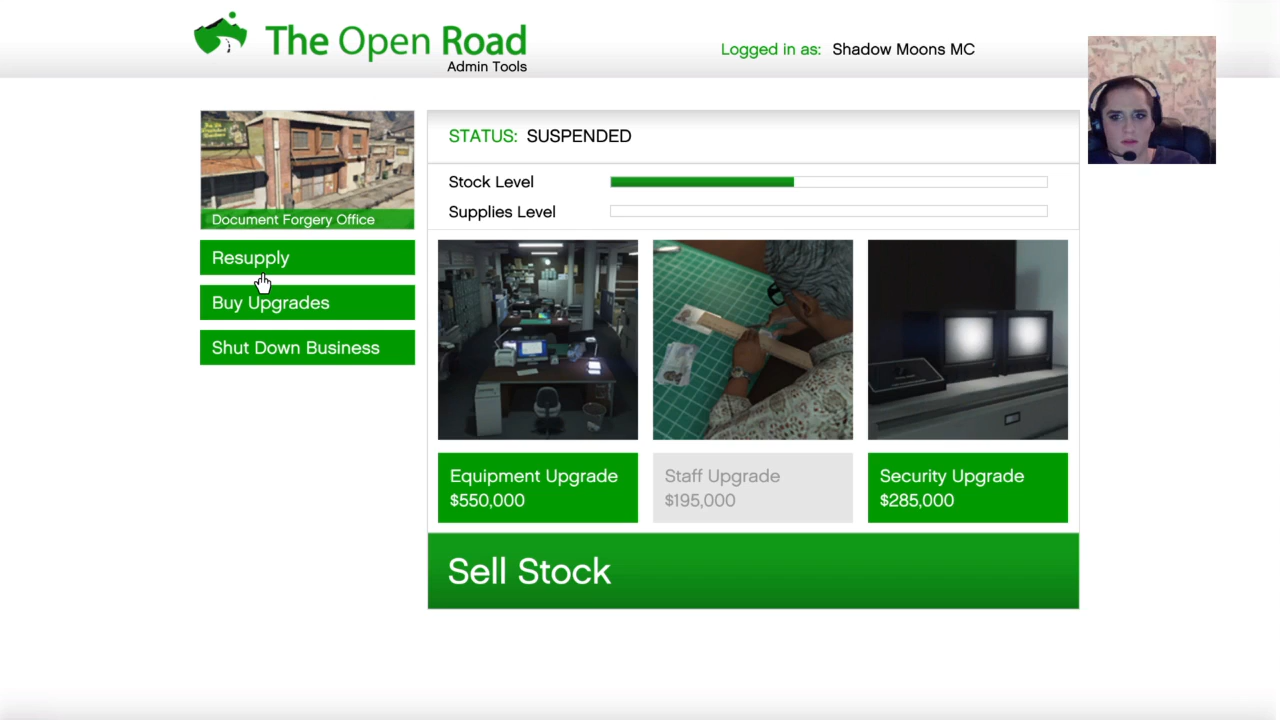 The Open Road
Admin Tools
Logged in as: Shadow Moons MC
Document Forgery Office
Resupply
Buy Upgrades
Shut Down Business
STATUS: SUSPENDED
Stock Level
Supplies Level
Equipment Upgrade
$550,000
Staff Upgrade
$195,000
Security Upgrade
$285,000
Sell Stock